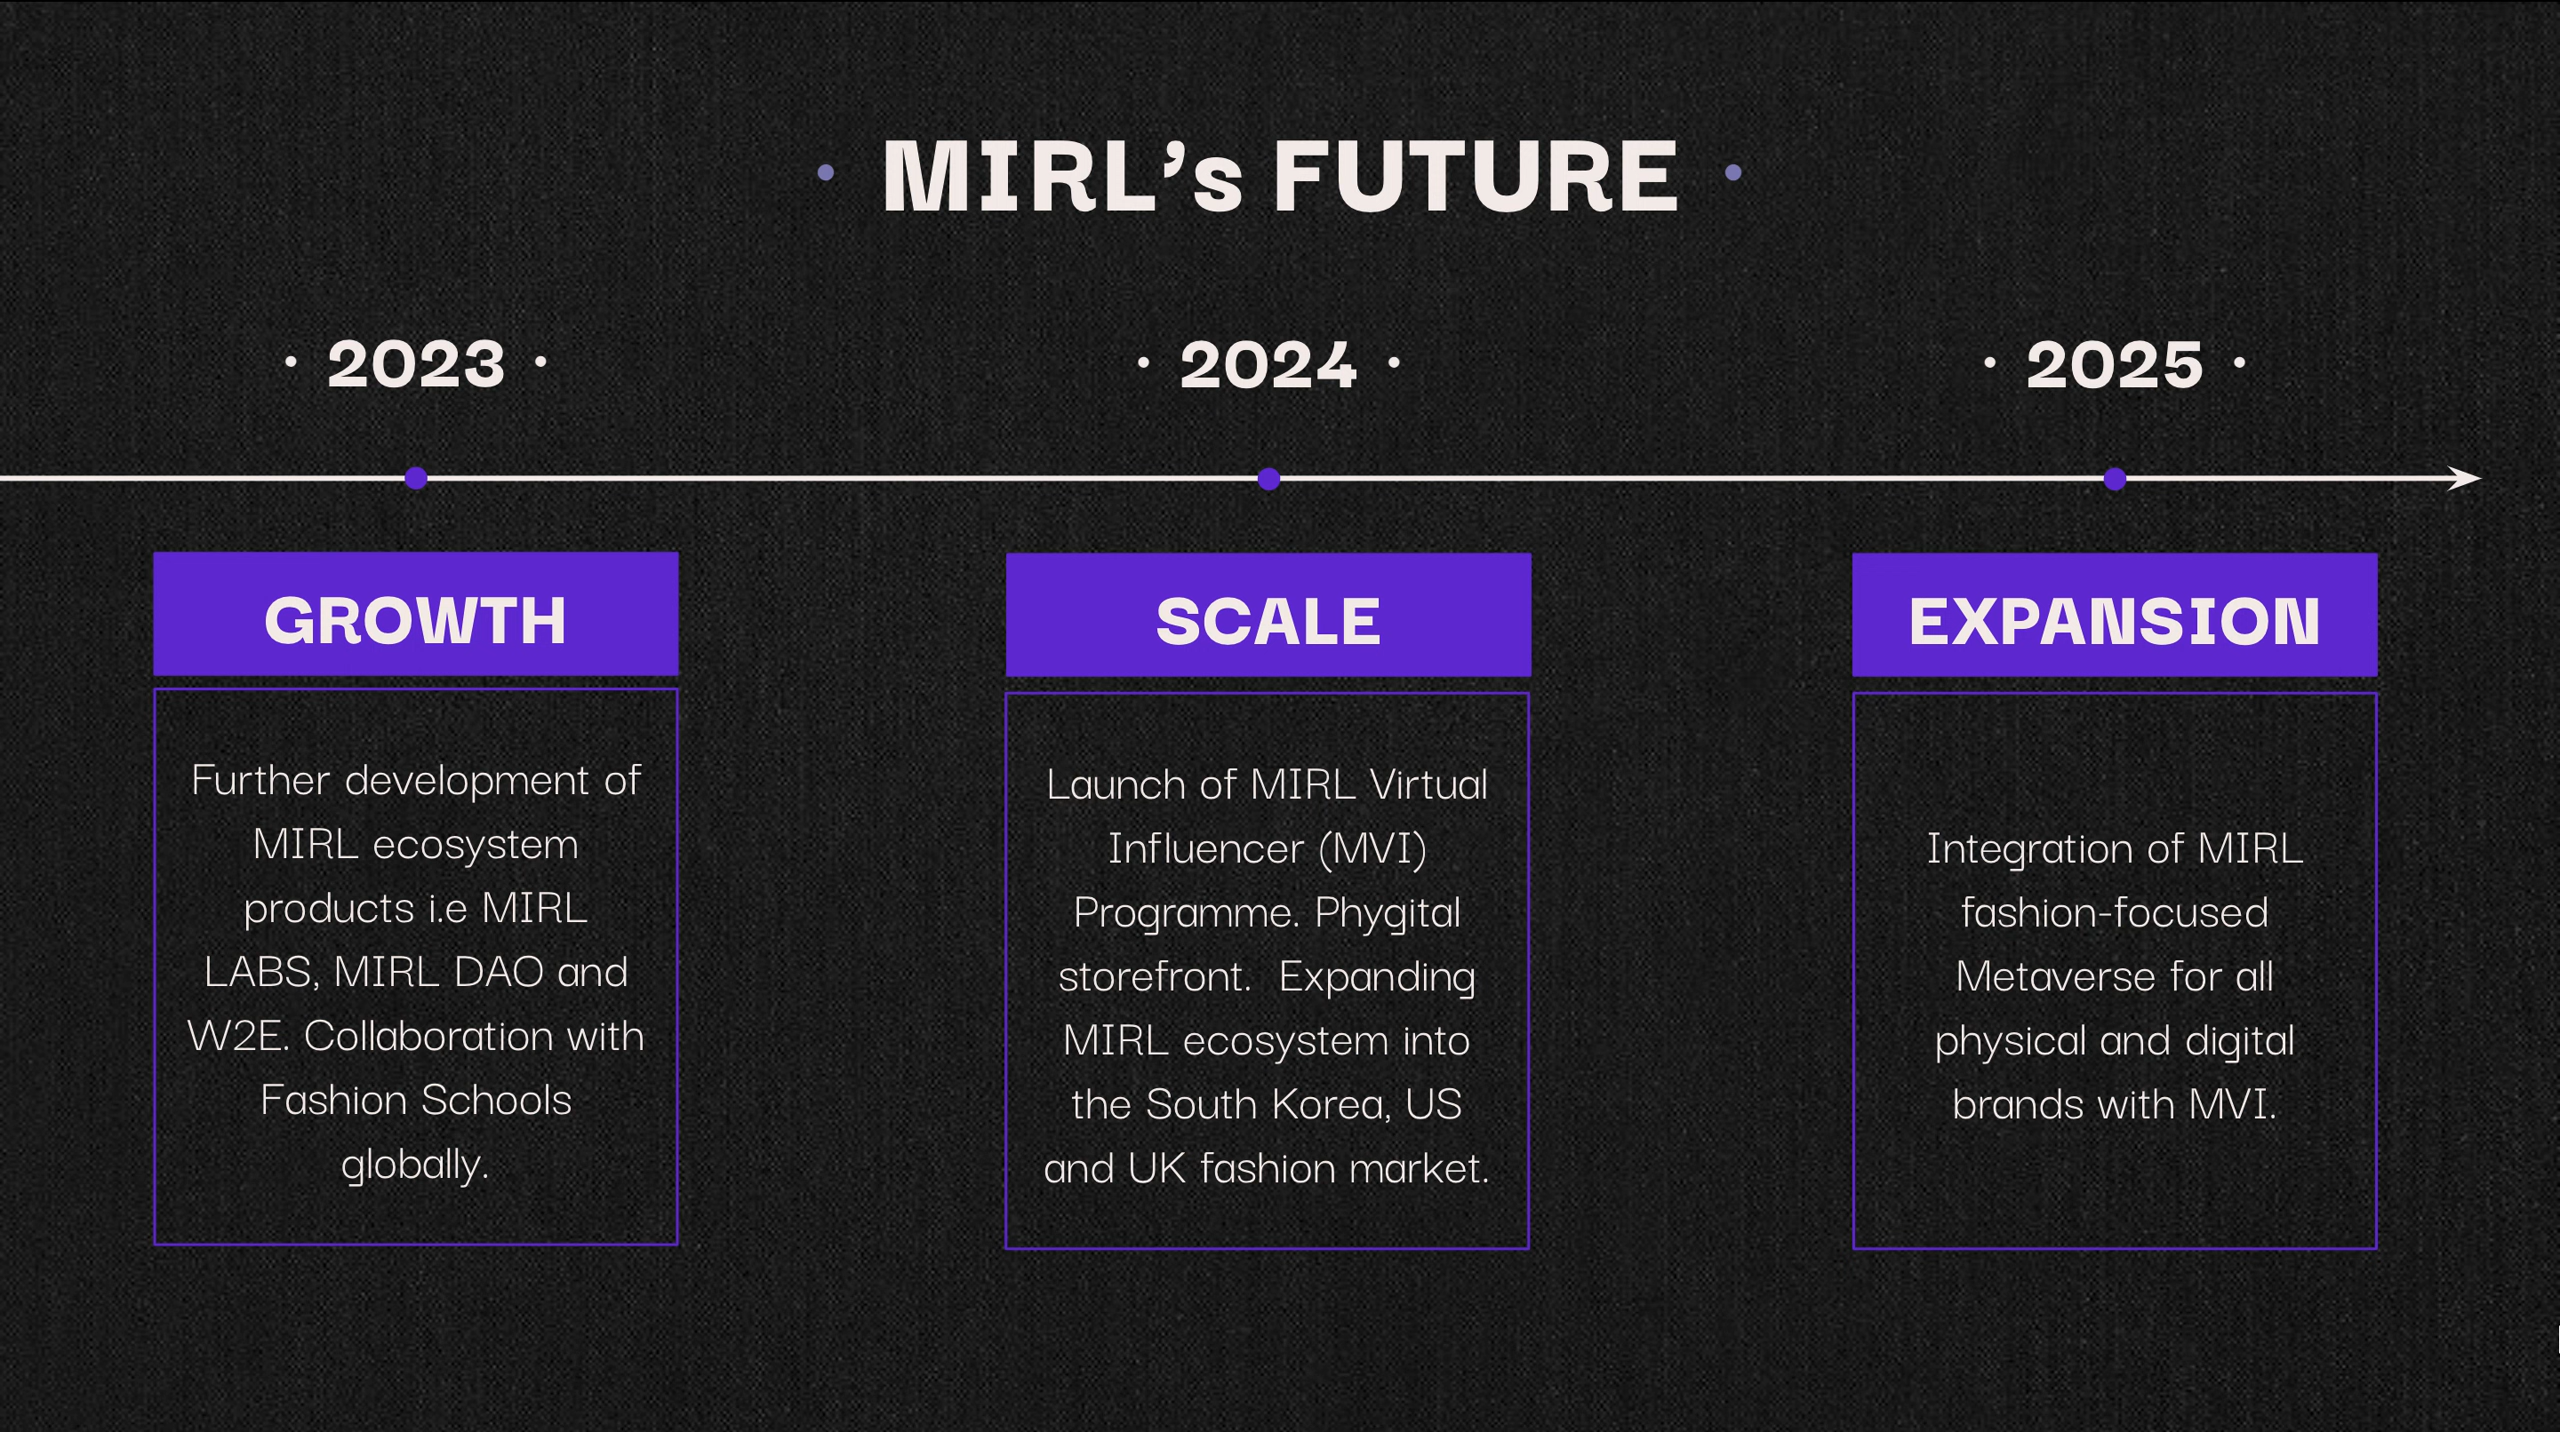 • MIRL’s FUTURE •
· 2023 ·
· 2024 ·
· 2025 ·
GROWTH
Further development of
MIRL ecosystem
products i.e MIRL
LABS, MIRL DAO and
W2E. Collaboration with
Fashion Schools
globally.
SCALE
Launch of MIRL Virtual
Influencer (MVI)
Programme. Phygital
storefront.  Expanding
MIRL ecosystem into
the South Korea, US
and UK fashion market.
EXPANSION
Integration of MIRL
fashion-focused
Metaverse for all
physical and digital
brands with MVI.